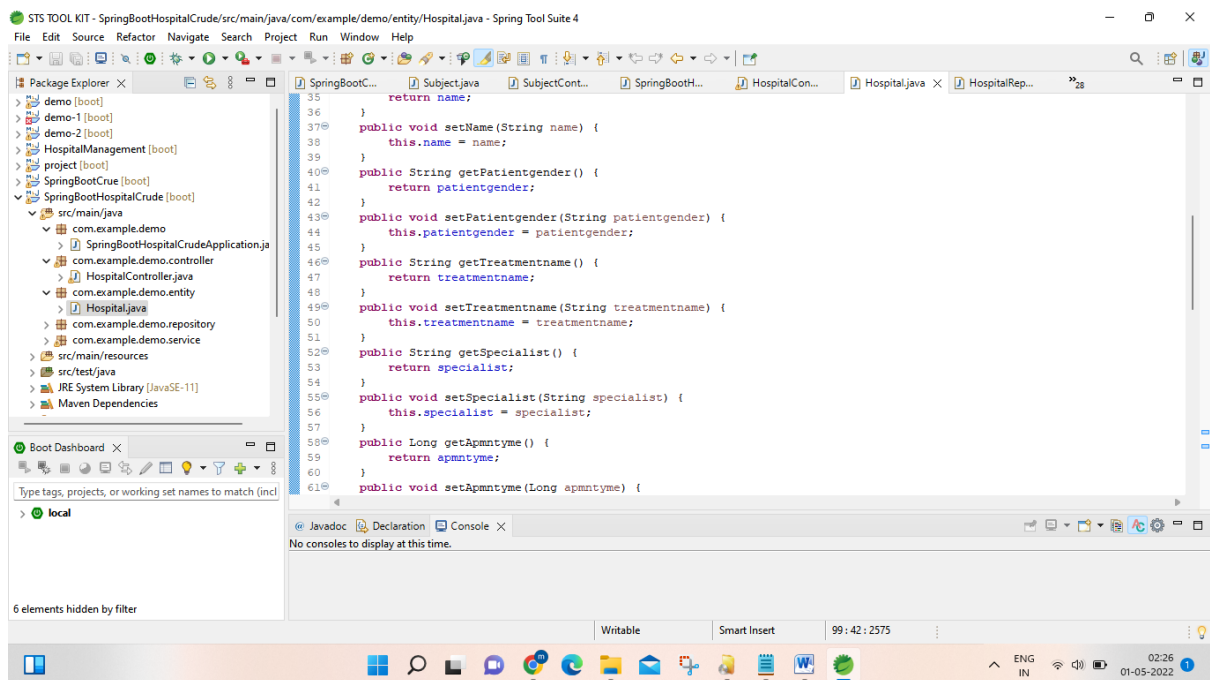 STS TOOL KIT - SpringBootHospitalCrude/src/main/java/com/example/demo/entity/Hospital.java - Spring Tool Suite 4
File Edit Source Refactor Navigate Search Project Run Window Help
Package Explorer
demo [boot]
demo-1 [boot]
demo-2 [boot]
HospitalManagement [boot]
project [boot]
SpringBootCrue [boot]
SpringBootHospitalCrude [boot]
src/main/java
com.example.demo
SpringBootHospitalCrudeApplication.ja
com.example.demo.controller
HospitalController.java
com.example.demo.entity
Hospital.java
com.example.demo.repository
com.example.demo.service
src/main/resources
src/test/java
JRE System Library [JavaSE-11]
Maven Dependencies
Boot Dashboard
Type tags, projects, or working set names to match (incl
local
6 elements hidden by filter
SpringBootC... Subject.java SubjectCont... SpringBootH... HospitalCon... Hospital.java HospitalRep... »28
35 return name;
36 }
37 public void setName(String name) {
38 this.name = name;
39 }
40 public String getPatientgender() {
41 return patientgender;
42 }
43 public void setPatientgender(String patientgender) {
44 this.patientgender = patientgender;
45 }
46 public String getTreatmentname() {
47 return treatmentname;
48 }
49 public void setTreatmentname(String treatmentname) {
50 this.treatmentname = treatmentname;
51 }
52 public String getSpecialist() {
53 return specialist;
54 }
55 public void setSpecialist(String specialist) {
56 this.specialist = specialist;
57 }
58 public Long getApmntyme() {
59 return apmntyme;
60 }
61 public void setApmntyme(Long apmntyme) {
@ Javadoc Declaration Console
No consoles to display at this time.
Writable Smart Insert 99 : 42 : 2575
ENG
IN
02:26
01-05-2022
1